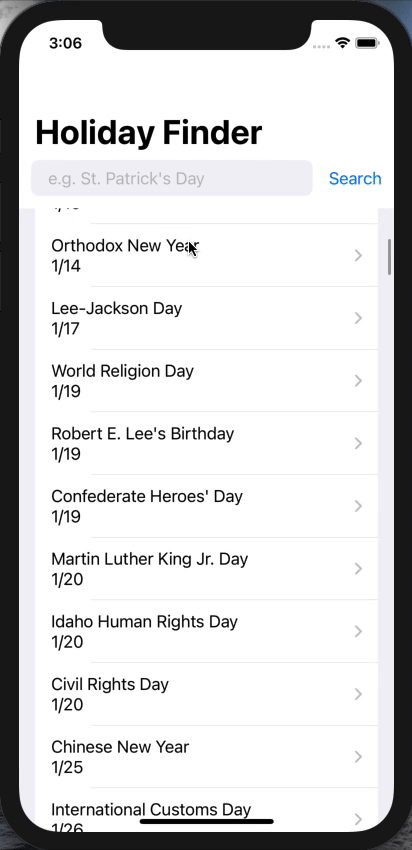 3:06
Holiday Finder
e.g. St. Patrick's Day
Search
Orthodox New Year
1/14
Lee-Jackson Day
1/17
World Religion Day
1/19
Robert E. Lee's Birthday
1/19
Confederate Heroes' Day
1/19
Martin Luther King Jr. Day
1/20
Idaho Human Rights Day
1/20
Civil Rights Day
1/20
Chinese New Year
1/25
International Customs Day
1/26